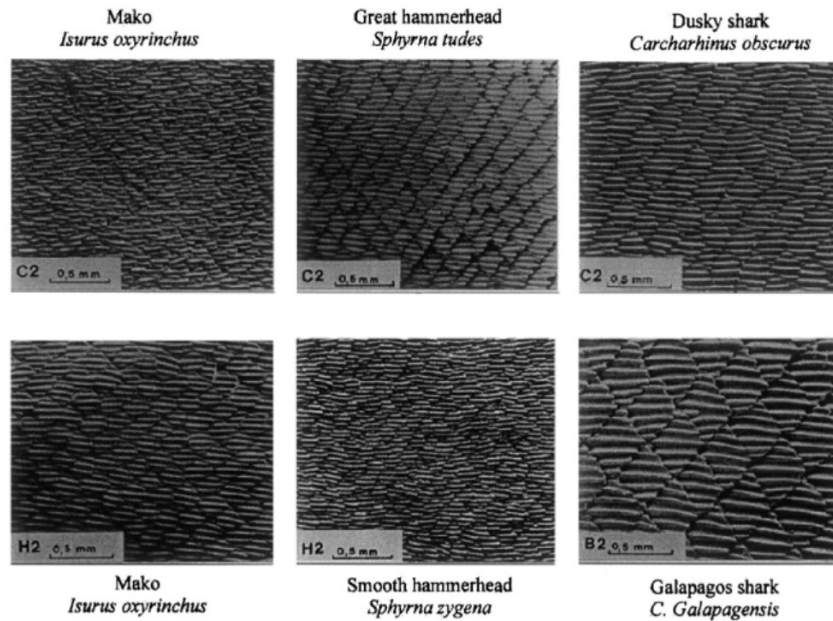 Mako
Isurus oxyrinchus
Great hammerhead
Sphyrna tudes
Dusky shark
Carcharhinus obscurus
C2 0,5 mm
C2 0,5 mm
C2 0,5 mm
H2 0,5 mm
H2 0,5 mm
B2 0,5 mm
Mako
Isurus oxyrinchus
Smooth hammerhead
Sphyrna zygena
Galapagos shark
C. Galapagensis